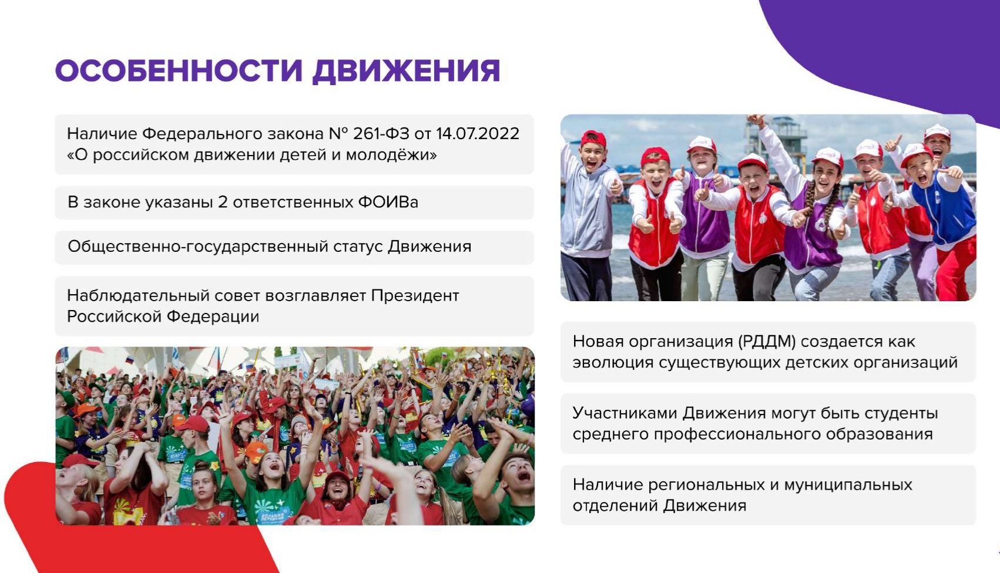 ОСОБЕННОСТИ ДВИЖЕНИЯ
Наличие Федерального закона № 261-ФЗ от 14.07.2022
«О российском движении детей и молодёжи»
В законе указаны 2 ответственных ФОИВа
Общественно-государственный статус Движения
Наблюдательный совет возглавляет Президент
Российской Федерации
Новая организация (РДДМ) создается как
эволюция существующих детских организаций
Участниками Движения могут быть студенты
среднего профессионального образования
Наличие региональных и муниципальных
отделений Движения